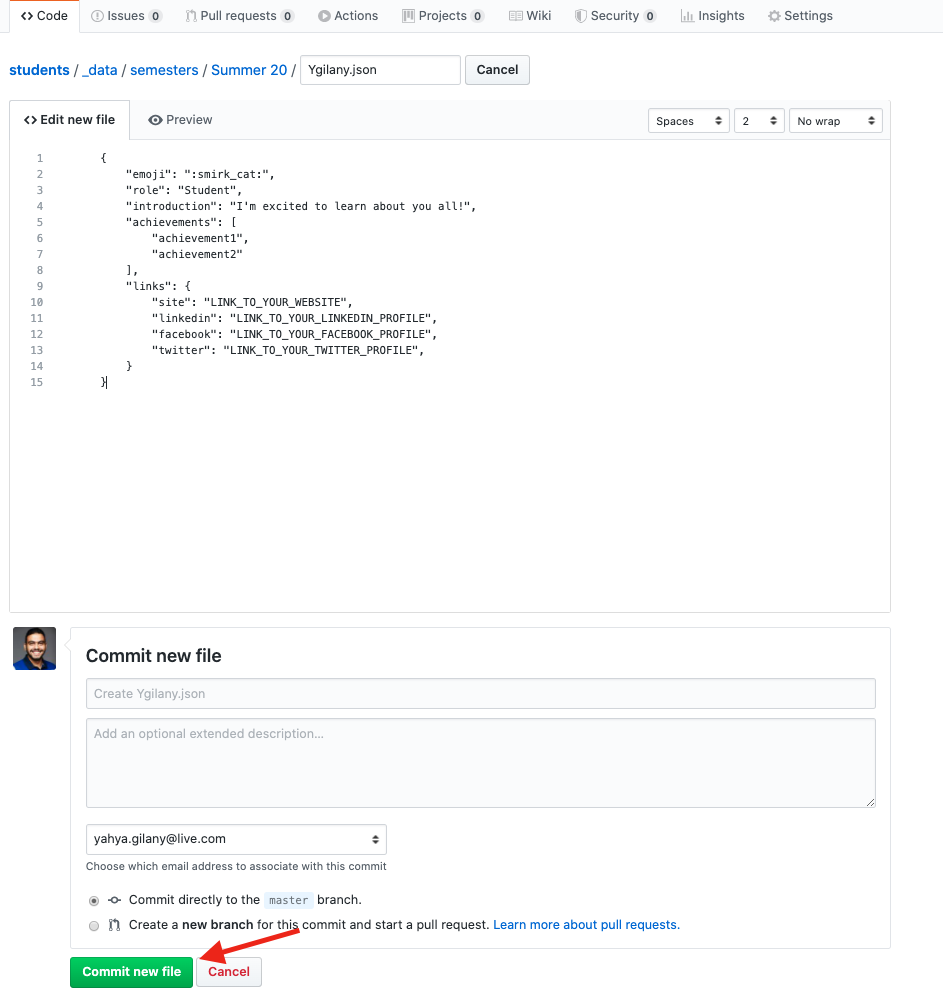 Code Issues 0 Pull requests 0 Actions Projects 0 Wiki Security 0 Insights Settings
students / _data / semesters / Summer 20 / Ygilany.json Cancel
Edit new file Preview Spaces 2 No wrap
1 {
2 "emoji": ":smirk_cat:",
3 "role": "Student",
4 "introduction": "I'm excited to learn about you all!",
5 "achievements": [
6 "achievement1",
7 "achievement2"
8 ],
9 "links": {
10 "site": "LINK_TO_YOUR_WEBSITE",
11 "linkedin": "LINK_TO_YOUR_LINKEDIN_PROFILE",
12 "facebook": "LINK_TO_YOUR_FACEBOOK_PROFILE",
13 "twitter": "LINK_TO_YOUR_TWITTER_PROFILE",
14 }
15 }
Commit new file
Create Ygilany.json
Add an optional extended description...
yahya.gilany@live.com
Choose which email address to associate with this commit
Commit directly to the master branch.
Create a new branch for this commit and start a pull request. Learn more about pull requests.
Commit new file Cancel